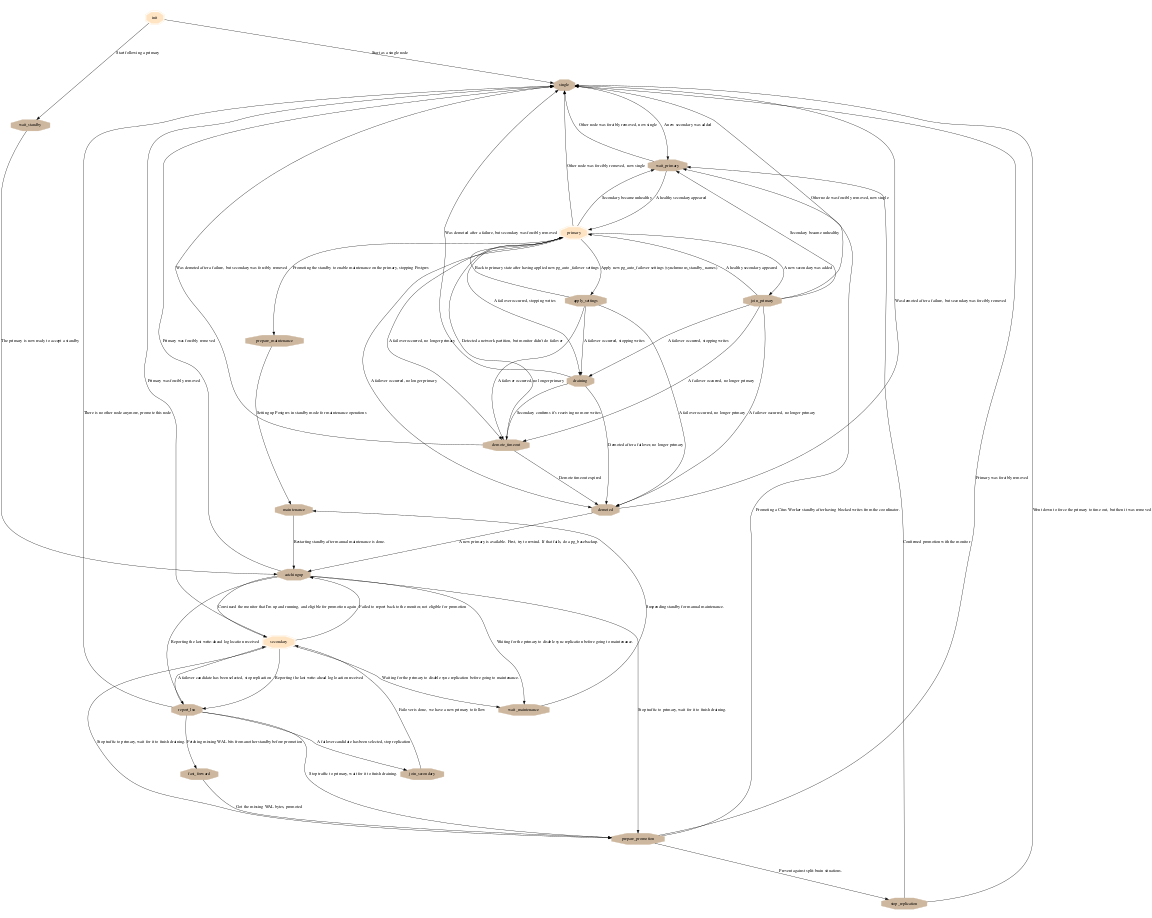 init
Start following a primary
Start as a single node
single
wait_standby
Other node was forcibly removed, now single
A new secondary was added
wait_primary
Other node was forcibly removed, now single
Secondary became unhealthy
A healthy secondary appeared
Other node was forcibly removed, now single
primary
Was demoted after a failure, but secondary was forcibly removed
Secondary became unhealthy
Was demoted after a failure, but secondary was forcibly removed
Promoting the standby to enable maintenance on the primary, stopping Postgres
Back to primary state after having applied new pg_auto_failover settings
Apply new pg_auto_failover settings (synchronous_standby_names)
A healthy secondary appeared
A new secondary was added
apply_settings
join_primary
A failover occurred, stopping writes
Was demoted after a failure, but secondary was forcibly removed
The primary is now ready to accept a standby
Primary was forcibly removed
prepare_maintenance
A failover occurred, no longer primary
Detected a network partition, but monitor didn't do failover
A failover occurred, stopping writes
A failover occurred, stopping writes
Primary was forcibly removed
A failover occurred, no longer primary
draining
A failover occurred, no longer primary
A failover occurred, no longer primary
There is no other node anymore, promote this node
Setting up Postgres in standby mode for maintenance operations
Secondary confirms it's receiving no more writes
A failover occurred, no longer primary
A failover occurred, no longer primary
demote_timeout
Demoted after a failover, no longer primary
Demote timeout expired
Primary was forcibly removed
maintenance
demoted
Promoting a Citus Worker standby after having blocked writes from the coordinator.
Went down to force the primary to time out, but then it was removed
Restarting standby after manual maintenance is done.
A new primary is available. First, try to rewind. If that fails, do a pg_basebackup.
Confirmed promotion with the monitor
catchingup
Convinced the monitor that I'm up and running, and eligible for promotion again
Failed to report back to the monitor, not eligible for promotion
Suspending standby for manual maintenance.
Reporting the last write-ahead log location received
secondary
Waiting for the primary to disable sync replication before going to maintenance.
A failover candidate has been selected, stop replication
Reporting the last write-ahead log location received
Waiting for the primary to disable sync replication before going to maintenance.
report_lsn
Failover is done, we have a new primary to follow
wait_maintenance
Stop traffic to primary, wait for it to finish draining.
Stop traffic to primary, wait for it to finish draining.
Fetching missing WAL bits from another standby before promotion
A failover candidate has been selected, stop replication
fast_forward
Stop traffic to primary, wait for it to finish draining.
join_secondary
Got the missing WAL bytes, promoted
prepare_promotion
Prevent against split-brain situations
stop_replication